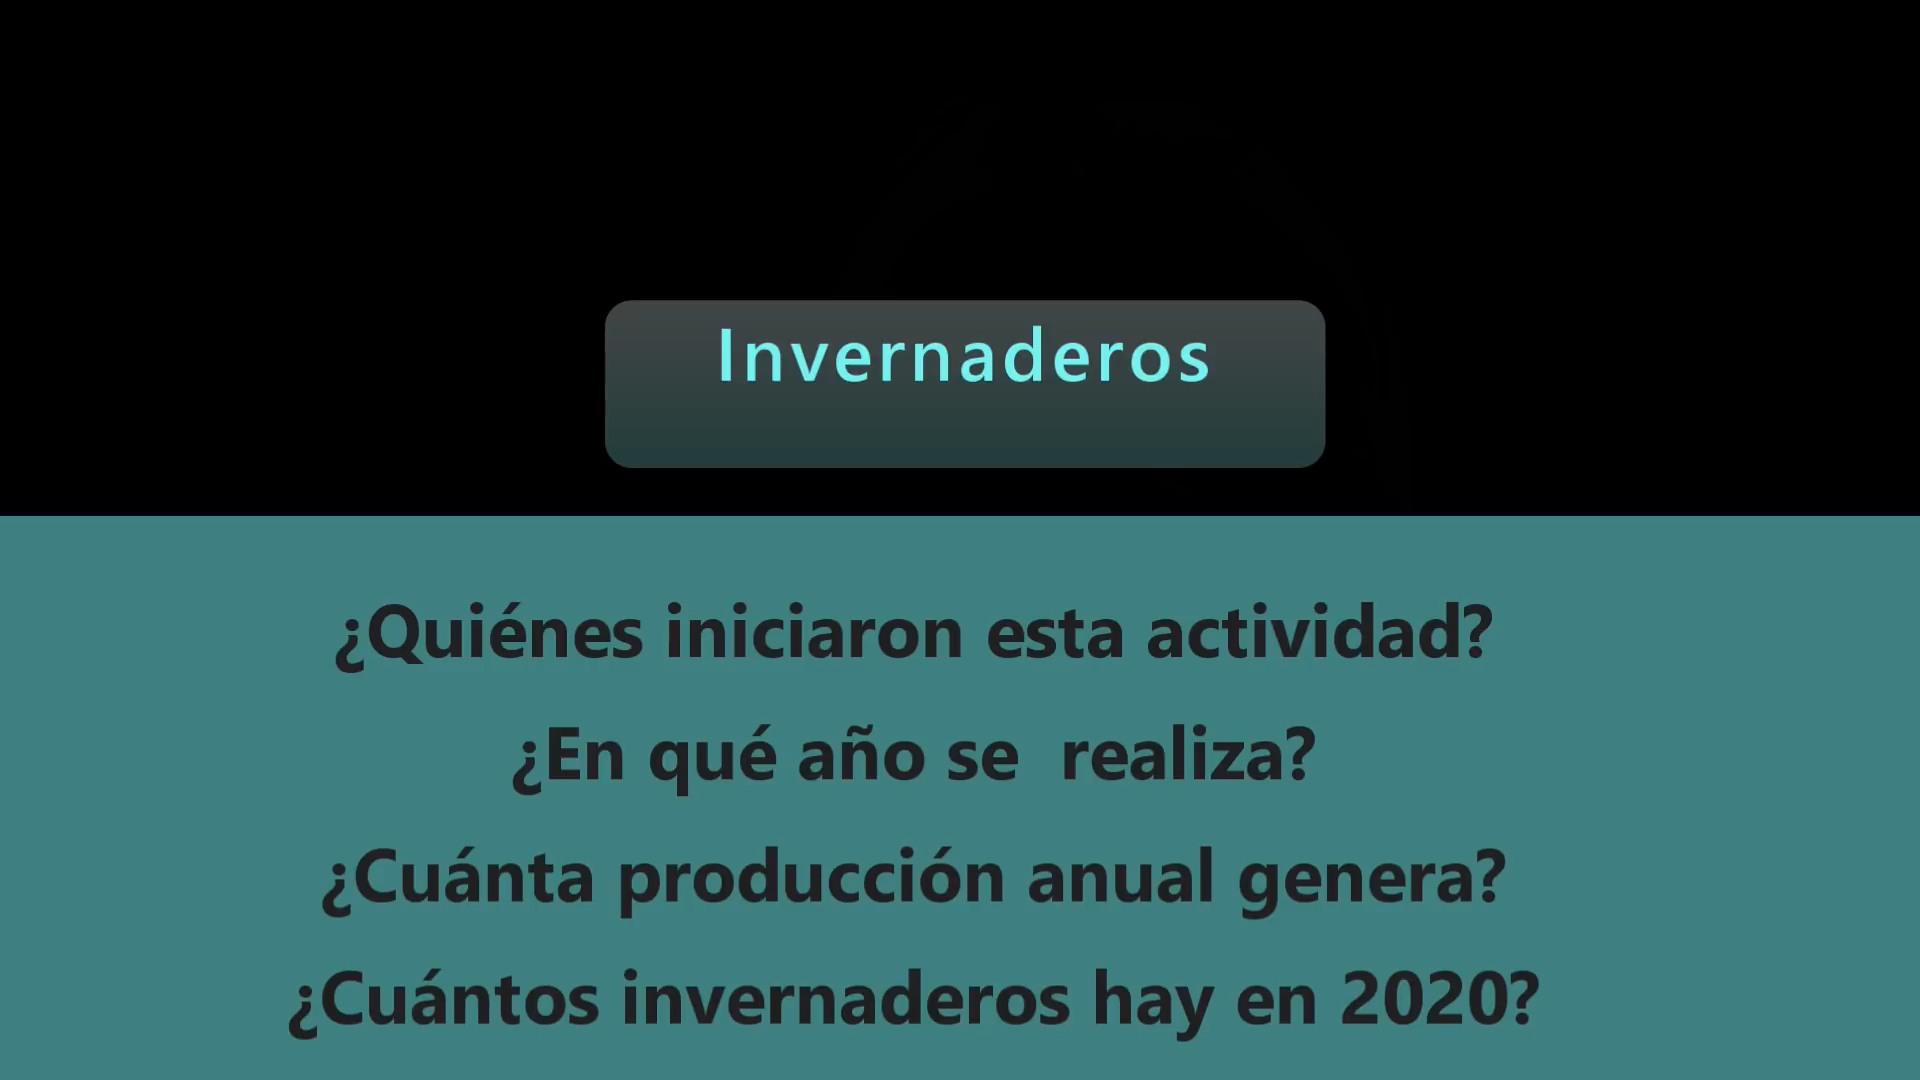 Invernaderos
¿Quiénes iniciaron esta actividad?
¿En qué año se  realiza?
¿Cuánta producción anual genera?
¿Cuántos invernaderos hay en 2020?